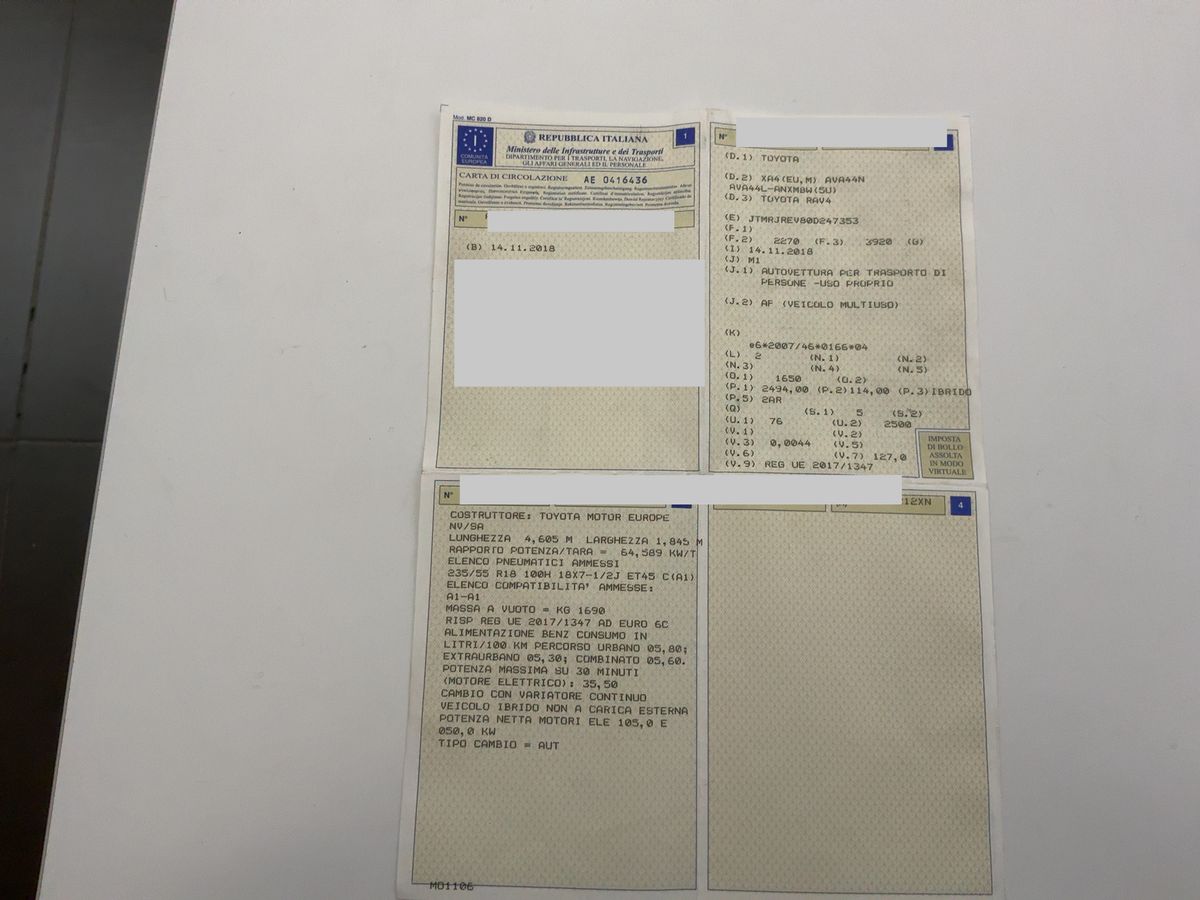 Mod. MC 820 D
I
COMUNITÀ
EUROPEA
REPUBBLICA ITALIANA
1
Ministero delle Infrastrutture e dei Trasporti
DIPARTIMENTO PER I TRASPORTI, LA NAVIGAZIONE,
GLI AFFARI GENERALI ED IL PERSONALE
CARTA DI CIRCOLAZIONE AE 0416436
N°
(B) 14.11.2018
N°
(D.1) TOYOTA
(D.2) XA4(EU,M) AVA44N
AVA44L-ANXMBW(5U)
(D.3) TOYOTA RAV4
(E) JTMRJREV80D247353
(F.1)
(F.2) 2270 (F.3) 3920 (G)
(I) 14.11.2018
(J) M1
(J.1) AUTOVETTURA PER TRASPORTO DI
PERSONE -USO PROPRIO
(J.2) AF (VEICOLO MULTIUSO)
(K)
e6*2007/46*0166*04
(L) 2 (N.1) (N.2)
(N.3) (N.4) (N.5)
(O.1) 1650 (O.2)
(P.1) 2494,00 (P.2)114,00 (P.3)IBRIDO
(P.5) 2AR
(Q) (S.1) 5 (S.2)
(U.1) 76 (U.2) 2500
(V.1) (V.2)
(V.3) 0,0044 (V.5)
(V.6) (V.7) 127,0
(V.9) REG UE 2017/1347
IMPOSTA
DI BOLLO
ASSOLTA
IN MODO
VIRTUALE
N°
COSTRUTTORE: TOYOTA MOTOR EUROPE
NV/SA
LUNGHEZZA 4,605 M LARGHEZZA 1,845 M
RAPPORTO POTENZA/TARA = 64,589 KW/T
ELENCO PNEUMATICI AMMESSI
235/55 R18 100H 18X7-1/2J ET45 C(A1)
ELENCO COMPATIBILITA' AMMESSE:
A1-A1
MASSA A VUOTO = KG 1690
RISP REG UE 2017/1347 AD EURO 6C
ALIMENTAZIONE BENZ CONSUMO IN
LITRI/100 KM PERCORSO URBANO 05,80;
EXTRAURBANO 05,30; COMBINATO 05,60.
POTENZA MASSIMA SU 30 MINUTI
(MOTORE ELETTRICO): 35,50
CAMBIO CON VARIATORE CONTINUO
VEICOLO IBRIDO NON A CARICA ESTERNA
POTENZA NETTA MOTORI ELE 105,0 E
050,0 KW
TIPO CAMBIO = AUT
MO1106
12XN
4